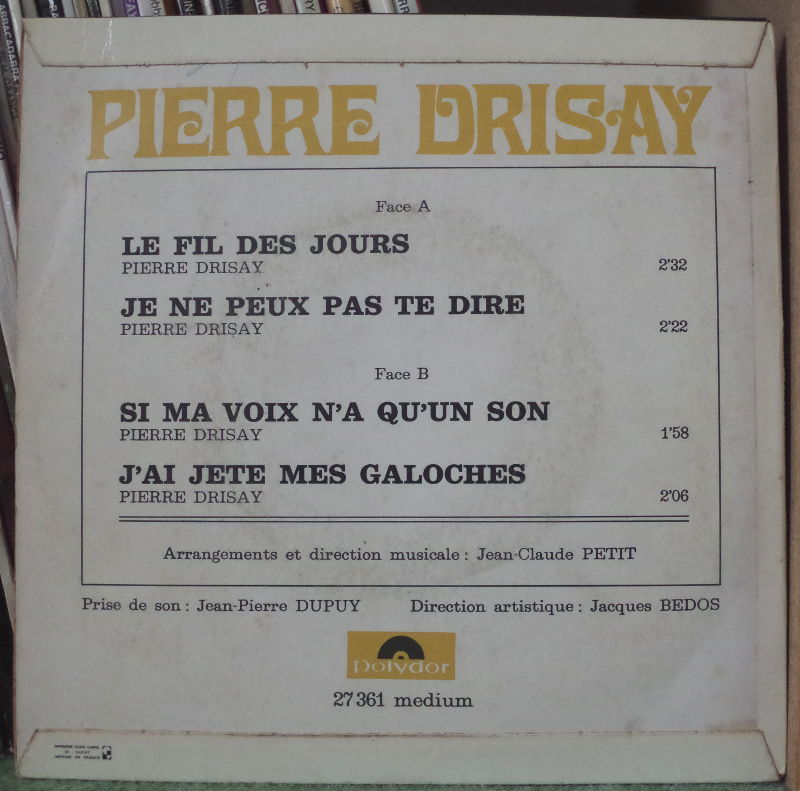 PIERRE DRISAY
Face A
LE FIL DES JOURS
PIERRE DRISAY 2'32
JE NE PEUX PAS TE DIRE
PIERRE DRISAY 2'22
Face B
SI MA VOIX N'A QU'UN SON
PIERRE DRISAY 1'58
J'AI JETE MES GALOCHES
PIERRE DRISAY 2'06
Arrangements et direction musicale : Jean-Claude PETIT
Prise de son : Jean-Pierre DUPUY Direction artistique : Jacques BEDOS
polydor
27 361 medium